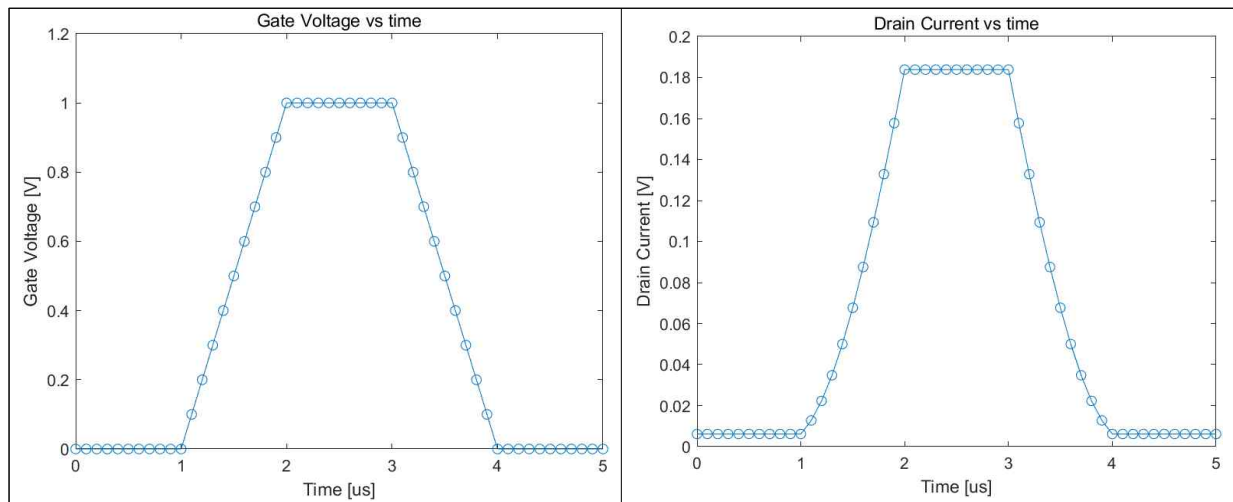 Gate Voltage vs time
1.2
1
0.8
0.6
0.4
0.2
0
Gate Voltage [V]
0 1 2 3 4 5
Time [us]
Drain Current vs time
0.2
0.18
0.16
0.14
0.12
0.1
0.08
0.06
0.04
0.02
0
Drain Current [V]
0 1 2 3 4 5
Time [us]